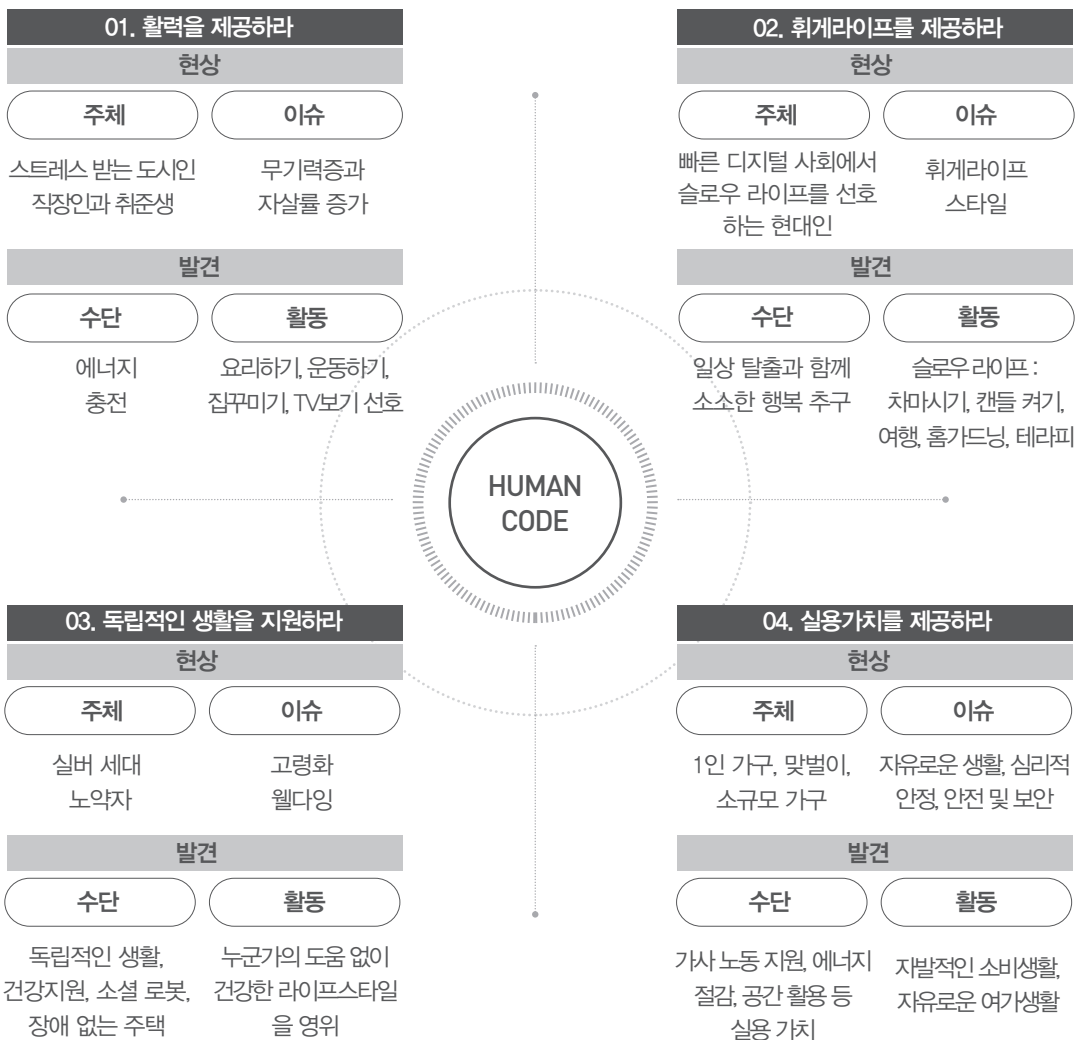 01. 활력을 제공하라
현상
주체
이슈
스트레스 받는 도시인
직장인과 취준생
무기력증과
자살률 증가
발견
수단
활동
에너지
충전
요리하기, 운동하기,
집꾸미기, TV보기 선호
02. 휘게라이프를 제공하라
현상
주체
이슈
빠른 디지털 사회에서
슬로우 라이프를 선호
하는 현대인
휘게라이프
스타일
발견
수단
활동
일상 탈출과 함께
소소한 행복 추구
슬로우 라이프 :
차마시기, 캔들 켜기,
여행, 홈가드닝, 테라피
HUMAN
CODE
03. 독립적인 생활을 지원하라
현상
주체
이슈
실버 세대
노약자
고령화
웰다잉
발견
수단
활동
독립적인 생활,
건강지원, 소셜 로봇,
장애 없는 주택
누군가의 도움 없이
건강한 라이프스타일
을 영위
04. 실용가치를 제공하라
현상
주체
이슈
1인 가구, 맞벌이,
소규모 가구
자유로운 생활, 심리적
안정, 안전 및 보안
발견
수단
활동
가사 노동 지원, 에너지
절감, 공간 활용 등
실용 가치
자발적인 소비생활,
자유로운 여가생활